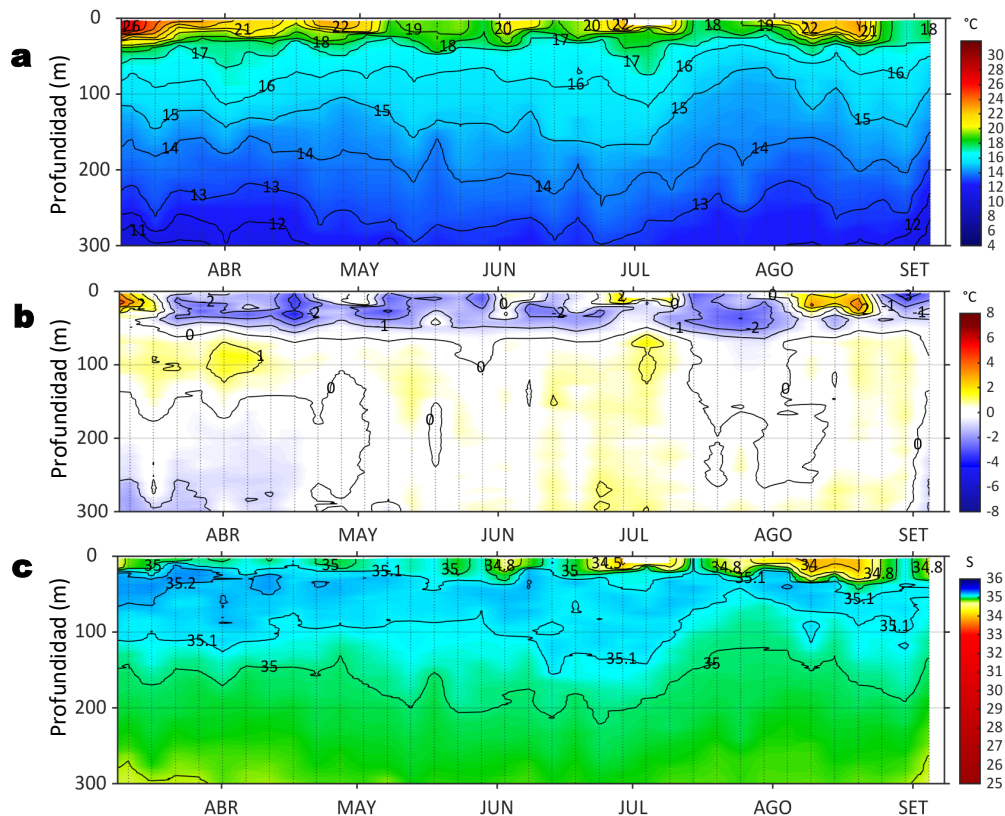 a
Profundidad (m)
0
100
200
300
26 21 22 19 20 20 22 18 19 22 21 18
17 18 18 17 17 16 16
16 15 16 15 15
15 14 14 14 14
13 13 13
11 12 12
ABR MAY JUN JUL AGO SET
°C
30
28
26
24
22
20
18
16
14
12
10
8
6
4
b
Profundidad (m)
0
100
200
300
2 -2 -2 1 0 -2 2 0 -1 -2 0 2 -1 -3 -1
0 1 0 0 0 0 0
ABR MAY JUN JUL AGO SET
°C
8
6
4
2
0
-2
-4
-6
-8
c
Profundidad (m)
0
100
200
300
35 35.2 35.1 35 34.8 35 34.5 34.8 35.1 34 34.8 34.8
35.1 35.1 35.1 35.1
35 35
ABR MAY JUN JUL AGO SET
S
36
35
34
33
32
31
30
29
28
27
26
25